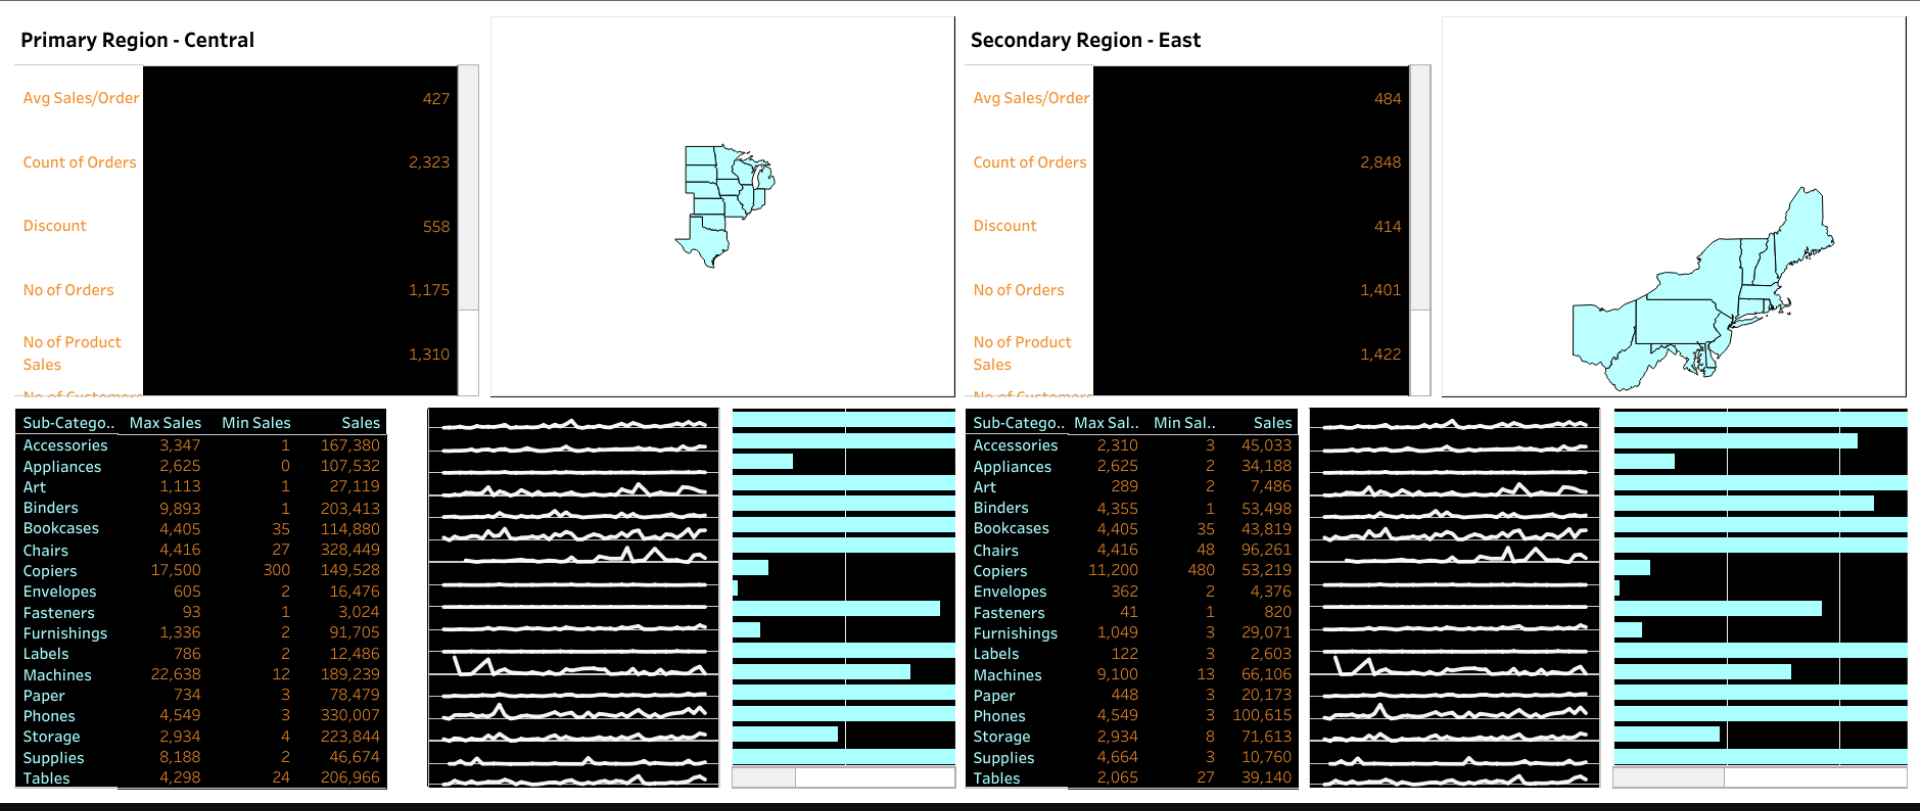 Primary Region - Central
Avg Sales/Order 427
Count of Orders 2,323
Discount 558
No of Orders 1,175
No of Product
Sales 1,310
No of Customers
Secondary Region - East
Avg Sales/Order 484
Count of Orders 2,848
Discount 414
No of Orders 1,401
No of Product
Sales 1,422
No of Customers
Sub-Catego.. Max Sales Min Sales Sales
Accessories 3,347 1 167,380
Appliances 2,625 0 107,532
Art 1,113 1 27,119
Binders 9,893 1 203,413
Bookcases 4,405 35 114,880
Chairs 4,416 27 328,449
Copiers 17,500 300 149,528
Envelopes 605 2 16,476
Fasteners 93 1 3,024
Furnishings 1,336 2 91,705
Labels 786 2 12,486
Machines 22,638 12 189,239
Paper 734 3 78,479
Phones 4,549 3 330,007
Storage 2,934 4 223,844
Supplies 8,188 2 46,674
Tables 4,298 24 206,966
Sub-Catego.. Max Sal.. Min Sal.. Sales
Accessories 2,310 3 45,033
Appliances 2,625 2 34,188
Art 289 2 7,486
Binders 4,355 1 53,498
Bookcases 4,405 35 43,819
Chairs 4,416 48 96,261
Copiers 11,200 480 53,219
Envelopes 362 2 4,376
Fasteners 41 1 820
Furnishings 1,049 3 29,071
Labels 122 3 2,603
Machines 9,100 13 66,106
Paper 448 3 20,173
Phones 4,549 3 100,615
Storage 2,934 8 71,613
Supplies 4,664 3 10,760
Tables 2,065 27 39,140